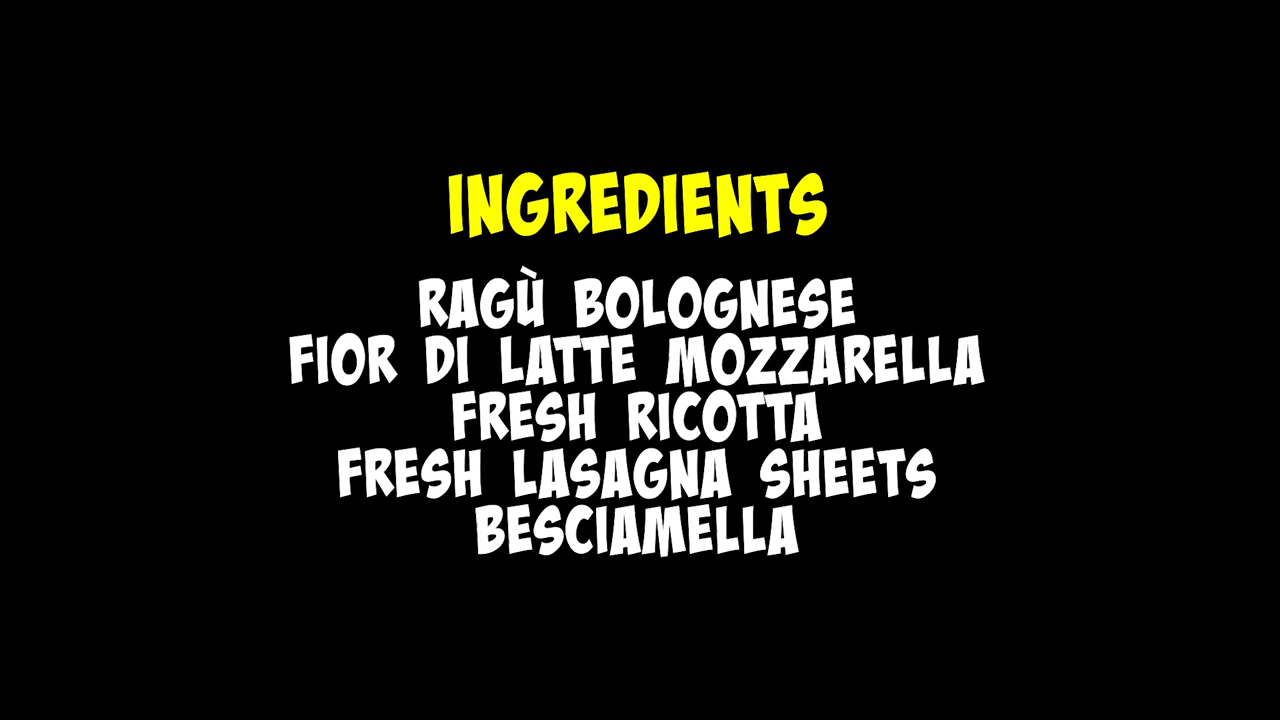 INGREDIENTS
RAGÙ BOLOGNESE
FIOR DI LATTE MOZZARELLA
FRESH RICOTTA
FRESH LASAGNA SHEETS
BESCIAMELLA